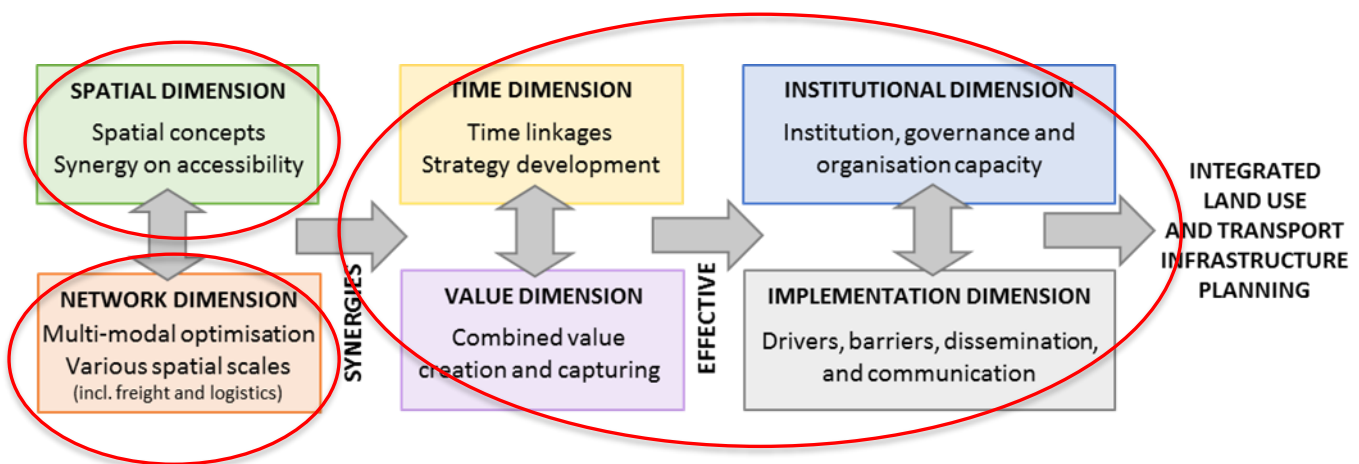 SPATIAL DIMENSION
Spatial concepts
Synergy on accessibility
NETWORK DIMENSION
Multi-modal optimisation
Various spatial scales
(incl. freight and logistics)
SYNERGIES
TIME DIMENSION
Time linkages
Strategy development
VALUE DIMENSION
Combined value
creation and capturing
EFFECTIVE
INSTITUTIONAL DIMENSION
Institution, governance and
organisation capacity
IMPLEMENTATION DIMENSION
Drivers, barriers, dissemination,
and communication
INTEGRATED
LAND USE
AND TRANSPORT
INFRASTRUCTURE
PLANNING